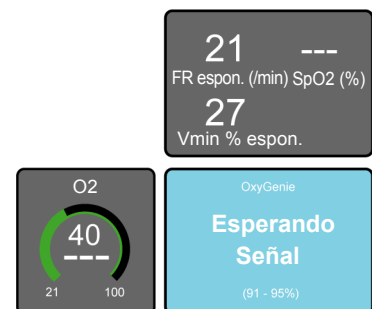 21 ---
FR espon. (/min) SpO2 (%)
27
Vmin % espon.
O2
40
---
21 100
OxyGenie
Esperando
Señal
(91 - 95%)